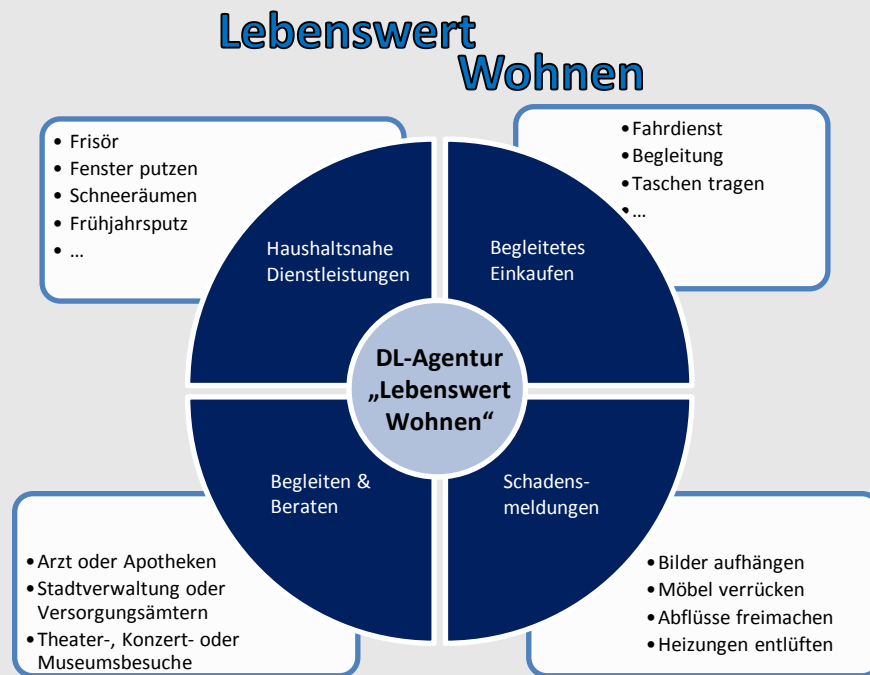 Lebenswert
Wohnen
• Frisör
• Fenster putzen
• Schneeräumen
• Frühjahrsputz
• ...
•Fahrdienst
•Begleitung
•Taschen tragen
•...
Haushaltsnahe
Dienstleistungen
Begleitetes
Einkaufen
DL-Agentur
„Lebenswert
Wohnen“
Begleiten &
Beraten
Schadens-
meldungen
•Arzt oder Apotheken
•Stadtverwaltung oder
Versorgungsämtern
•Theater-, Konzert- oder
Museumsbesuche
•Bilder aufhängen
•Möbel verrücken
•Abflüsse freimachen
•Heizungen entlüften